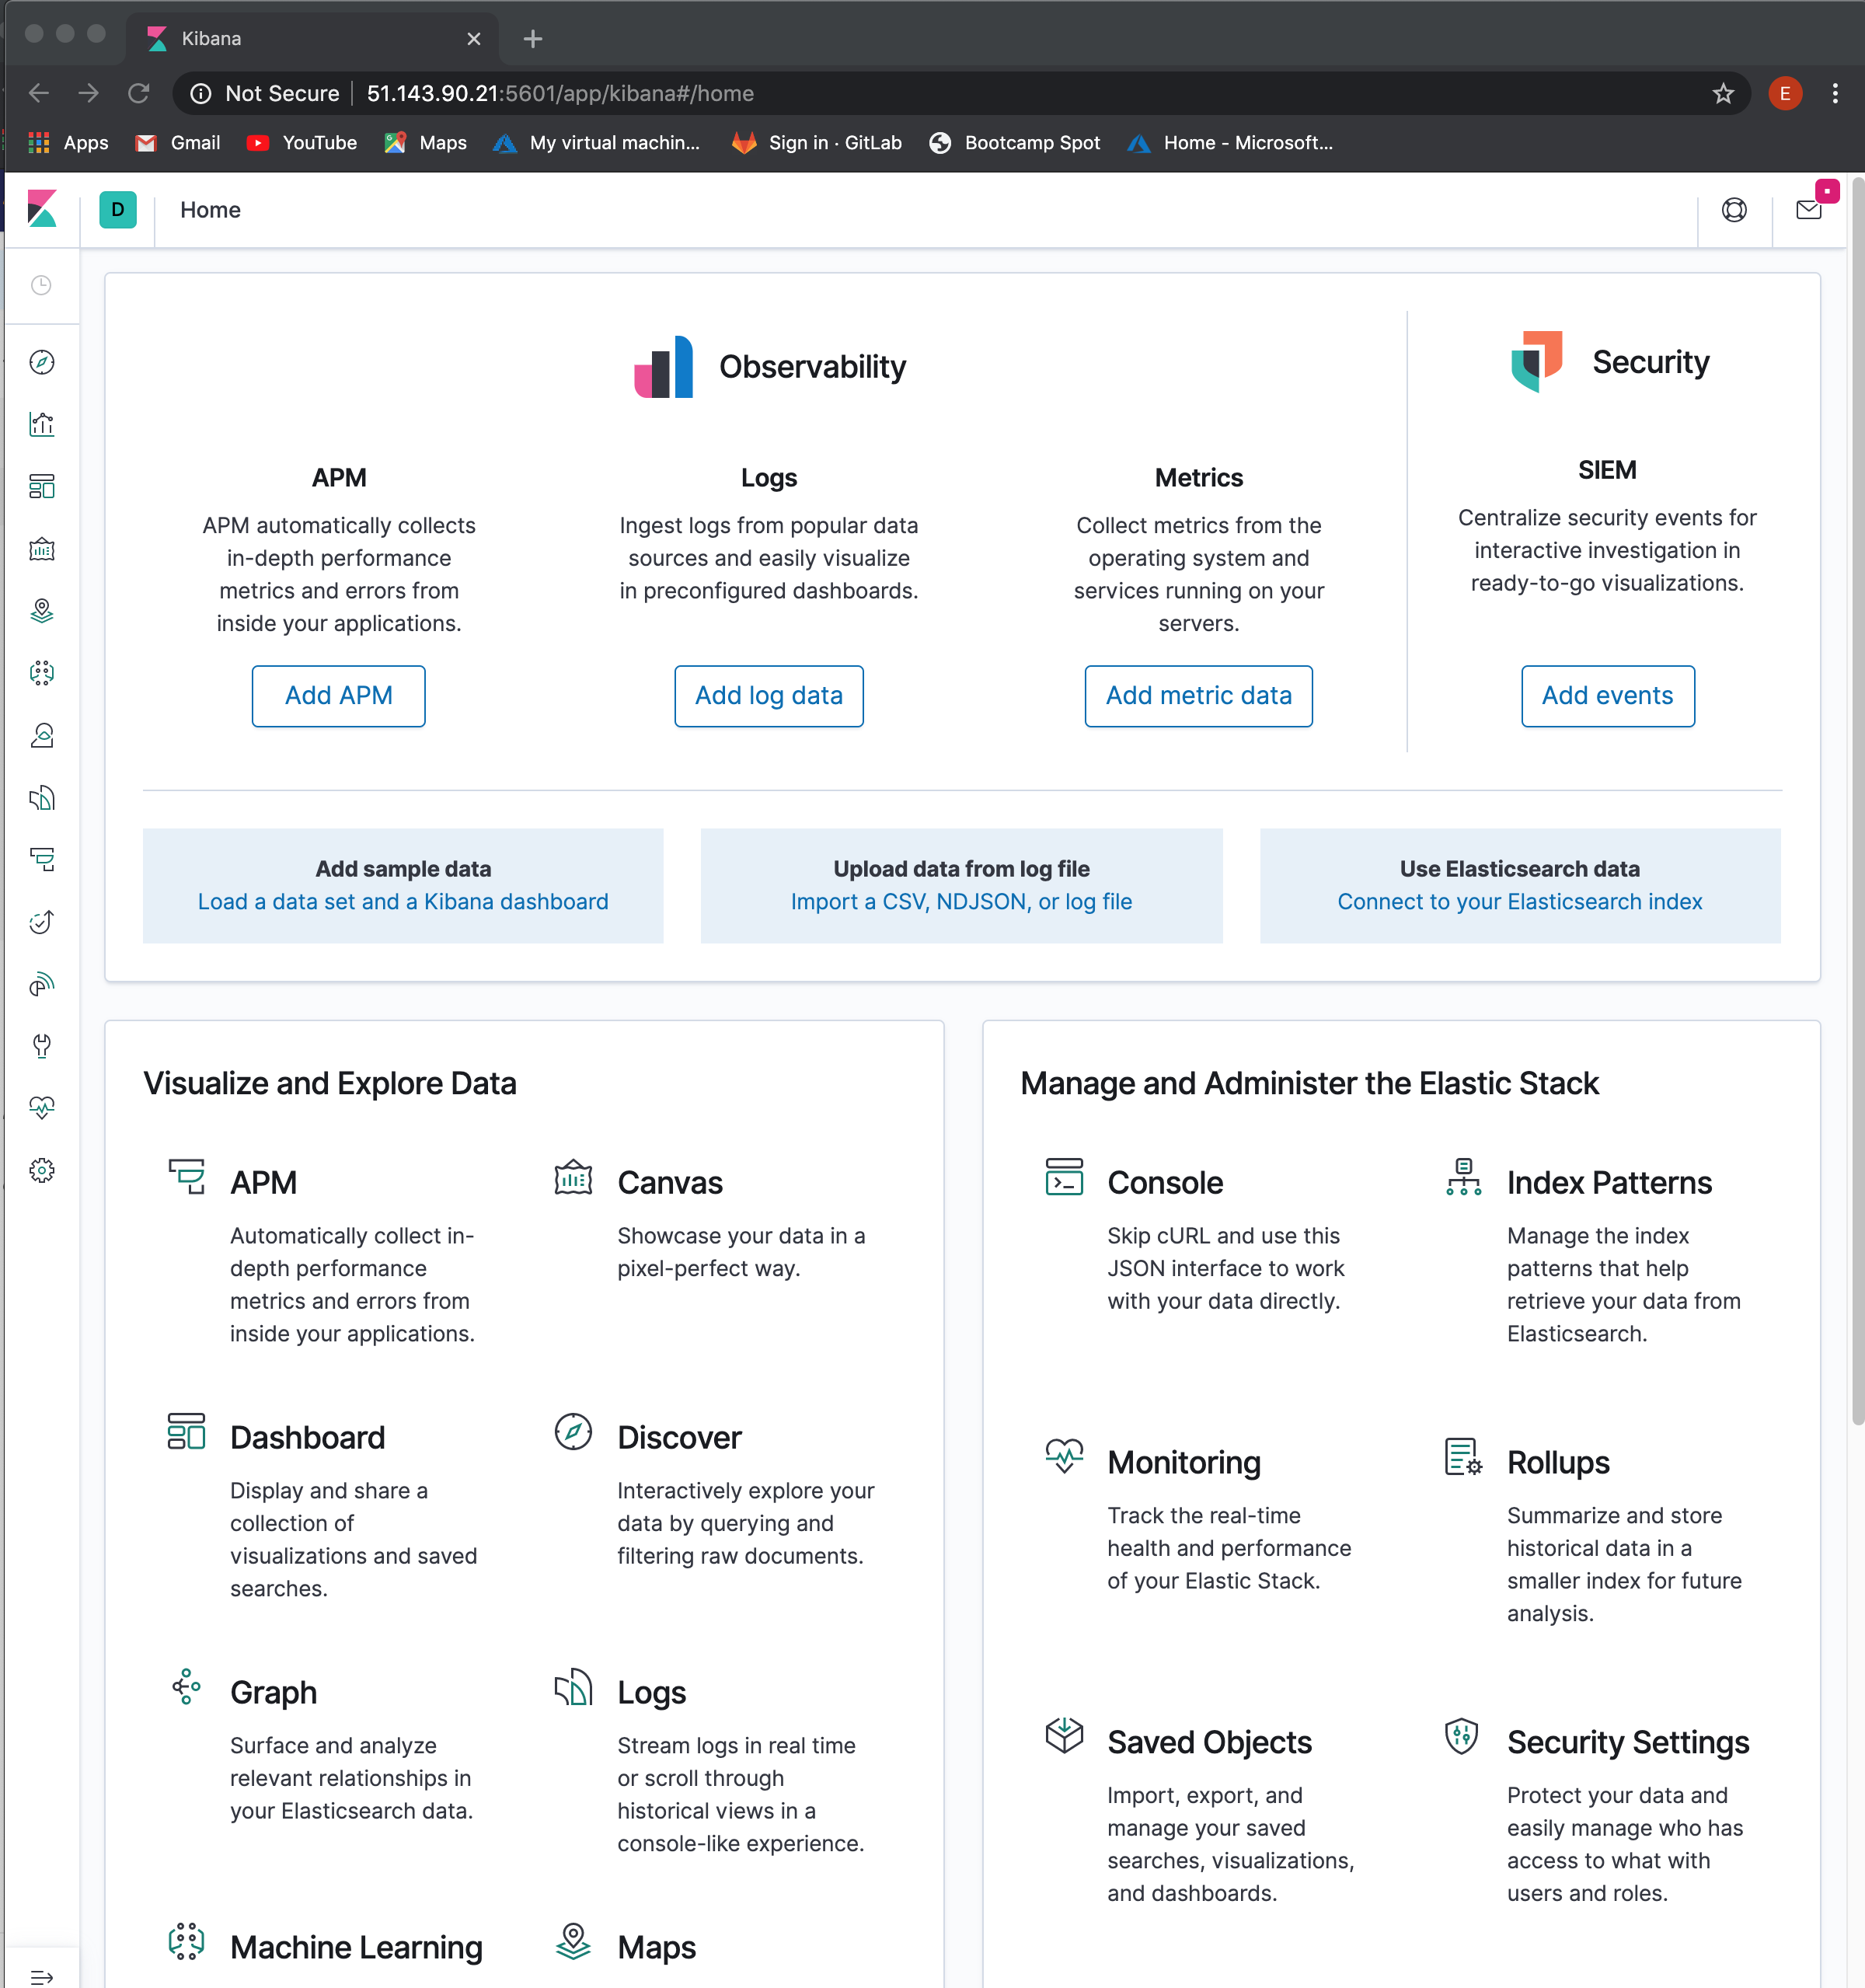 Kibana
Not Secure 51.143.90.21:5601/app/kibana#/home
E
Apps Gmail YouTube Maps My virtual machin... Sign in · GitLab Bootcamp Spot Home - Microsoft...
D Home
Observability
Security
APM
APM automatically collects
in-depth performance
metrics and errors from
inside your applications.
Add APM
Logs
Ingest logs from popular data
sources and easily visualize
in preconfigured dashboards.
Add log data
Metrics
Collect metrics from the
operating system and
services running on your
servers.
Add metric data
SIEM
Centralize security events for
interactive investigation in
ready-to-go visualizations.
Add events
Add sample data
Load a data set and a Kibana dashboard
Upload data from log file
Import a CSV, NDJSON, or log file
Use Elasticsearch data
Connect to your Elasticsearch index
Visualize and Explore Data
APM
Automatically collect in-
depth performance
metrics and errors from
inside your applications.
Canvas
Showcase your data in a
pixel-perfect way.
Dashboard
Display and share a
collection of
visualizations and saved
searches.
Discover
Interactively explore your
data by querying and
filtering raw documents.
Graph
Surface and analyze
relevant relationships in
your Elasticsearch data.
Logs
Stream logs in real time
or scroll through
historical views in a
console-like experience.
Machine Learning
Maps
Manage and Administer the Elastic Stack
Console
Skip cURL and use this
JSON interface to work
with your data directly.
Index Patterns
Manage the index
patterns that help
retrieve your data from
Elasticsearch.
Monitoring
Track the real-time
health and performance
of your Elastic Stack.
Rollups
Summarize and store
historical data in a
smaller index for future
analysis.
Saved Objects
Import, export, and
manage your saved
searches, visualizations,
and dashboards.
Security Settings
Protect your data and
easily manage who has
access to what with
users and roles.